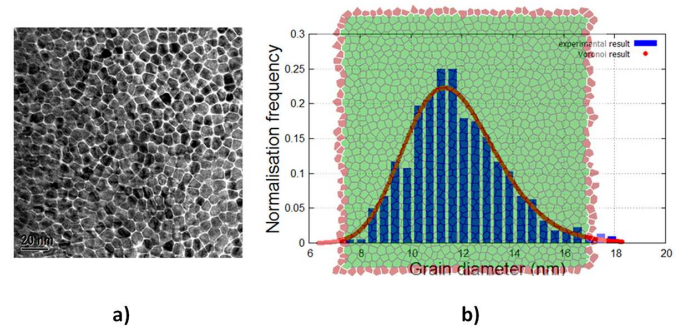 20 nm
Normalisation frequency
0.3
0.25
0.2
0.15
0.1
0.05
0
experimental result
Voronoi result
6 8 10 12 14 16 18 20
Grain diameter (nm)
a) b)